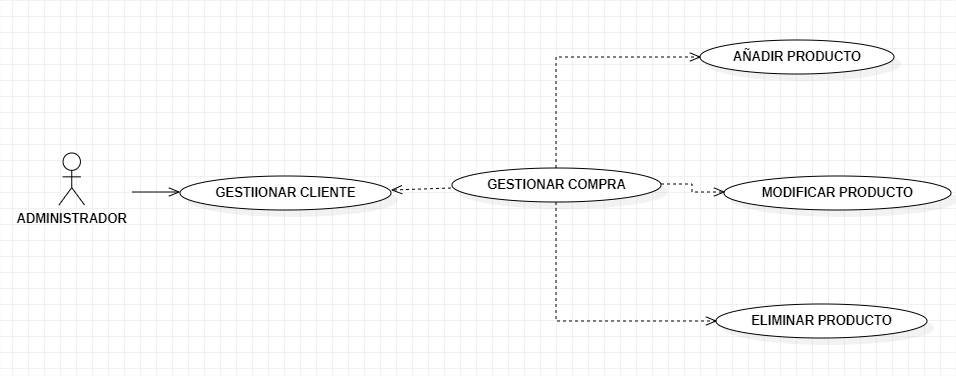 AÑADIR PRODUCTO
ADMINISTRADOR
GESTIIONAR CLIENTE
GESTIONAR COMPRA
MODIFICAR PRODUCTO
ELIMINAR PRODUCTO